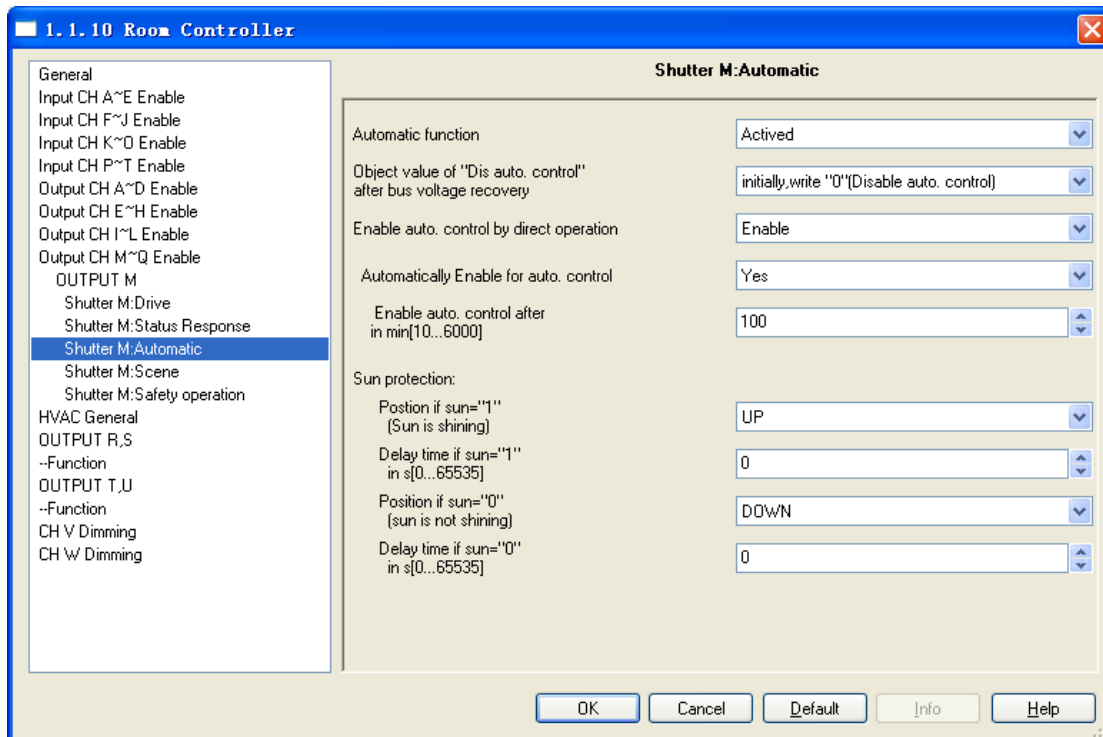 1.1.10 Room Controller
General
Input CH A~E Enable
Input CH F~J Enable
Input CH K~O Enable
Input CH P~T Enable
Output CH A~D Enable
Output CH E~H Enable
Output CH I~L Enable
Output CH M~Q Enable
OUTPUT M
Shutter M:Drive
Shutter M:Status Response
Shutter M:Automatic
Shutter M:Scene
Shutter M:Safety operation
HVAC General
OUTPUT R,S
--Function
OUTPUT T,U
--Function
CH V Dimming
CH W Dimming
Shutter M:Automatic
Automatic function
Actived
Object value of "Dis auto. control"
after bus voltage recovery
initially,write "0"(Disable auto. control)
Enable auto. control by direct operation
Enable
Automatically Enable for auto. control
Yes
Enable auto. control after
in min[10...6000]
100
Sun protection:
Postion if sun="1"
(Sun is shining)
UP
Delay time if sun="1"
in s[0...65535]
0
Position if sun="0"
(sun is not shining)
DOWN
Delay time if sun="0"
in s[0...65535]
0
OK
Cancel
Default
Info
Help